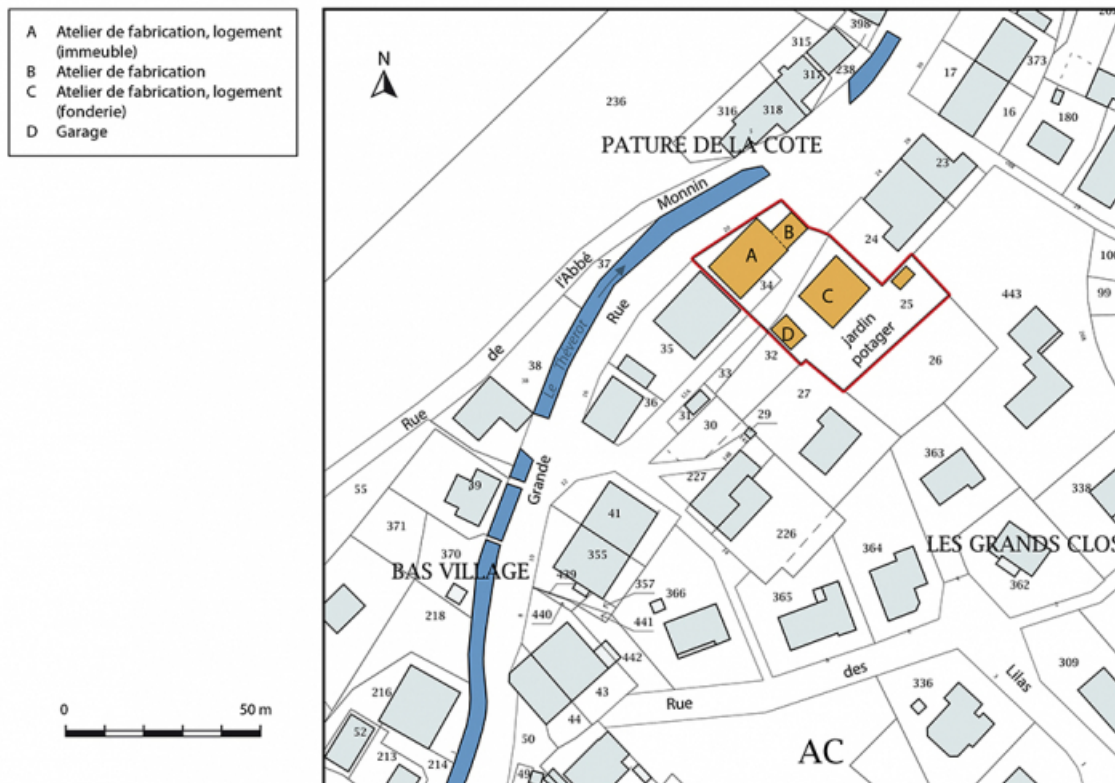 A Atelier de fabrication, logement
(immeuble)
B Atelier de fabrication
C Atelier de fabrication, logement
(fonderie)
D Garage
N
0 50 m
398
315
317
238
17
373
236
316
318
16
180
PATURE DE LA COTE
23
Monnin
24
B
A
37
l'Abbé
34
C
25
443
99
Rue
jardin
potager
D
35
32
26
Le Théverot
de
38
33
27
36
31
30
29
Rue
363
227
338
55
39
Grande
41
226
371
LES GRANDS CLOS
370
355
364
362
BAS VILLAGE
439
357
366
365
218
440
441
442
des
309
216
43
Lilas
336
Rue
44
52
50
AC
213
214
49